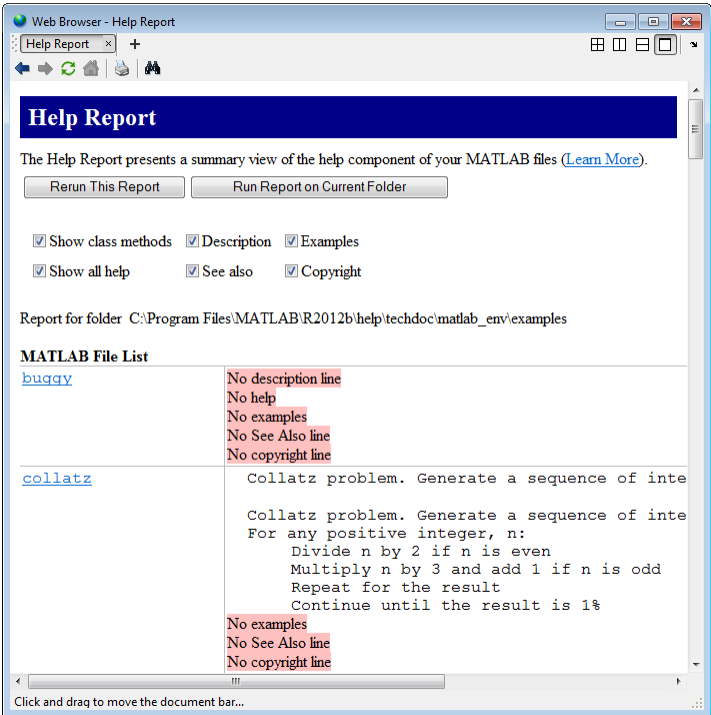 Web Browser - Help Report
Help Report
Help Report
The Help Report presents a summary view of the help component of your MATLAB files (Learn More).
Rerun This Report Run Report on Current Folder
Show class methods Description Examples
Show all help See also Copyright
Report for folder C:\Program Files\MATLAB\R2012b\help\techdoc\matlab_env\examples
MATLAB File List
buggy No description line
No help
No examples
No See Also line
No copyright line
collatz Collatz problem. Generate a sequence of inte
Collatz problem. Generate a sequence of inte
For any positive integer, n:
Divide n by 2 if n is even
Multiply n by 3 and add 1 if n is odd
Repeat for the result
Continue until the result is 1%
No examples
No See Also line
No copyright line
Click and drag to move the document bar...